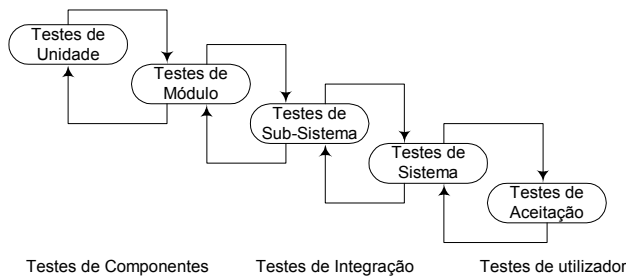 Testes de
Unidade
Testes de
Módulo
Testes de
Sub-Sistema
Testes de
Sistema
Testes de
Aceitação
Testes de Componentes
Testes de Integração
Testes de utilizador